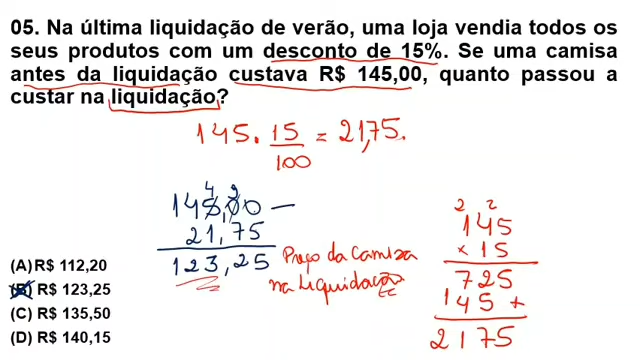 05. Na última liquidação de verão, uma loja vendia todos os
seus produtos com um desconto de 15%. Se uma camisa
antes da liquidação custava R$ 145,00, quanto passou a
custar na liquidação?
145 . 15/100 = 21,75.
145,00 —
21,75
123,25
Preço da Camisa
na Liquidação
2 2
145
× 15
725
145 +
2175
(A) R$ 112,20
(B) R$ 123,25
(C) R$ 135,50
(D) R$ 140,15